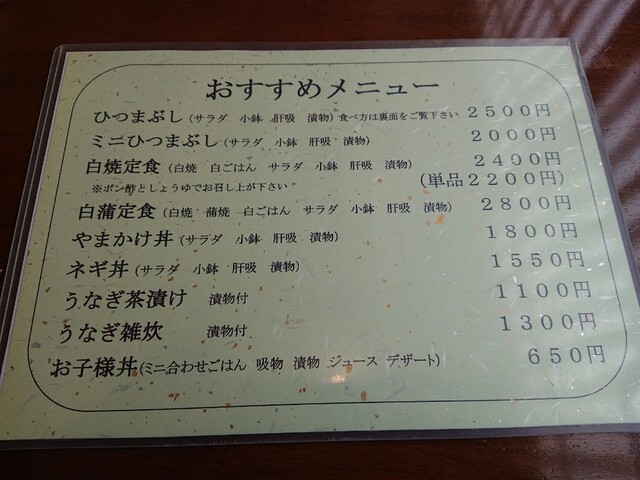 おすすめメニュー
ひつまぶし(サラダ 小鉢 肝吸 漬物)食べ方は裏面をご覧下さい 2500円
ミニひつまぶし(サラダ 小鉢 肝吸 漬物) 2000円
白焼定食(白焼 白ごはん サラダ 小鉢 肝吸 漬物) 2400円
※ポン酢としょうゆでお召し上が下さい (単品2200円)
白蒲定食(白焼 蒲焼 白ごはん サラダ 小鉢 肝吸 漬物) 2800円
やまかけ丼(サラダ 小鉢 肝吸 漬物) 1800円
ネギ丼(サラダ 小鉢 肝吸 漬物) 1550円
うなぎ茶漬け 漬物付 1100円
うなぎ雑炊 漬物付 1300円
お子様丼(ミニ合わせごはん 吸物 漬物 ジュース デザート) 650円